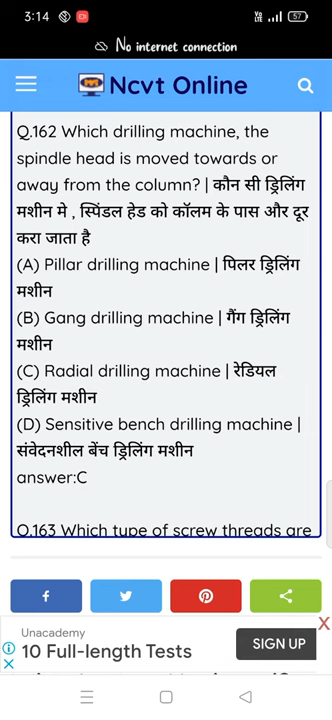 3:14
Vo LTE 57
No internet connection
Ncvt Online
Q.162 Which drilling machine, the
spindle head is moved towards or
away from the column? | कौन सी ड्रिलिंग
मशीन मे , स्पिंडल हेड को कॉलम के पास और दूर
करा जाता है
(A) Pillar drilling machine | पिलर ड्रिलिंग
मशीन
(B) Gang drilling machine | गैंग ड्रिलिंग
मशीन
(C) Radial drilling machine | रेडियल
ड्रिलिंग मशीन
(D) Sensitive bench drilling machine |
संवेदनशील बेंच ड्रिलिंग मशीन
answer:C
Q.163 Which type of screw threads are
Unacademy
10 Full-length Tests
SIGN UP
X